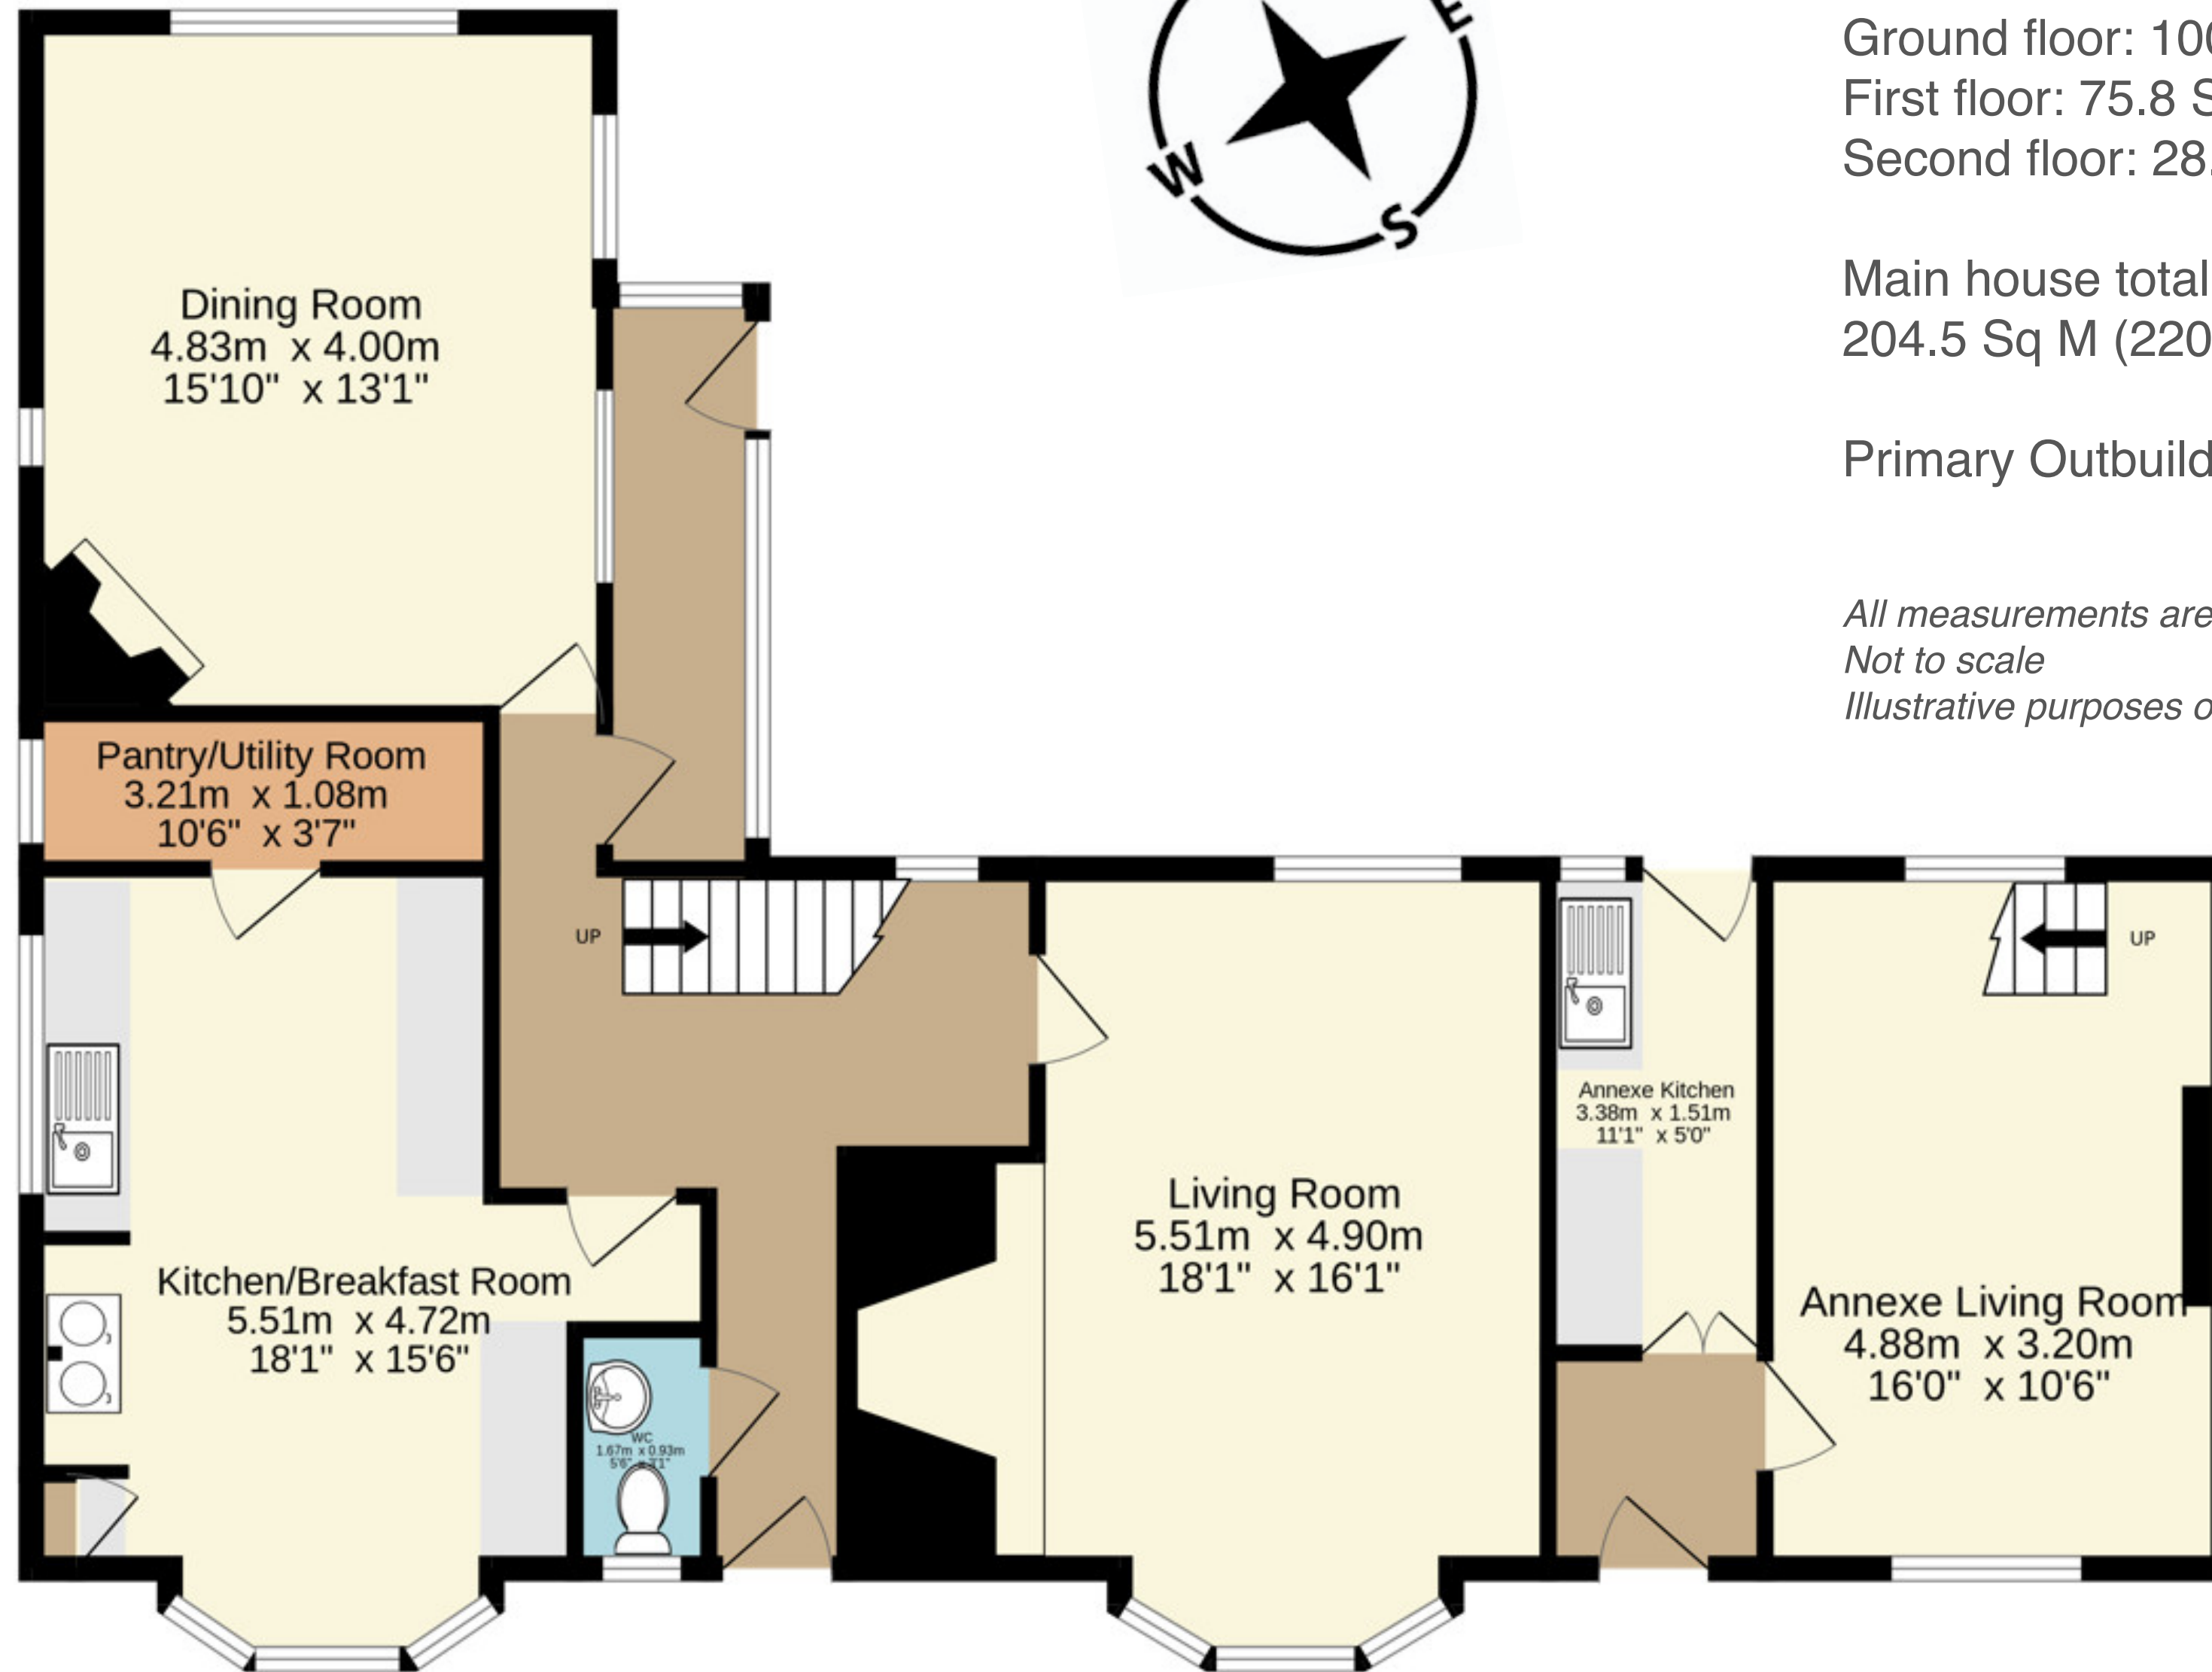 E
W
S
Ground floor: 100
First floor: 75.8 S
Second floor: 28.
Main house total
204.5 Sq M (220
Primary Outbuild
All measurements are
Not to scale
Illustrative purposes o
Dining Room
4.83m x 4.00m
15'10" x 13'1"
Pantry/Utility Room
3.21m x 1.08m
10'6" x 3'7"
UP
UP
Annexe Kitchen
3.38m x 1.51m
11'1" x 5'0"
Living Room
5.51m x 4.90m
18'1" x 16'1"
Kitchen/Breakfast Room
5.51m x 4.72m
18'1" x 15'6"
Annexe Living Room
4.88m x 3.20m
16'0" x 10'6"
WC
1.67m x 0.93m
5'6" x 3'1"